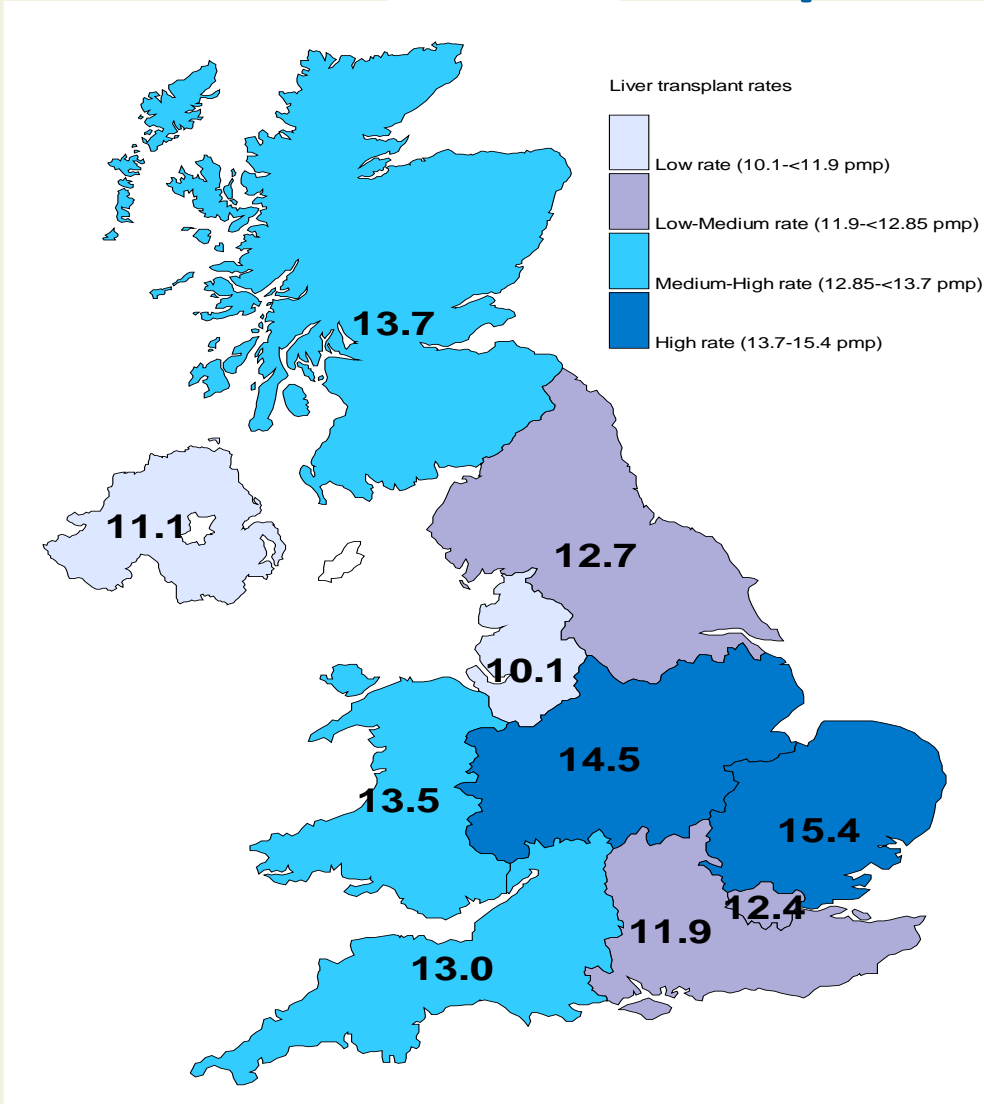 Liver transplant rates
Low rate (10.1-<11.9 pmp)
Low-Medium rate (11.9-<12.85 pmp)
Medium-High rate (12.85-<13.7 pmp)
High rate (13.7-15.4 pmp)
13.7
11.1
12.7
10.1
14.5
13.5
15.4
12.4
11.9
13.0